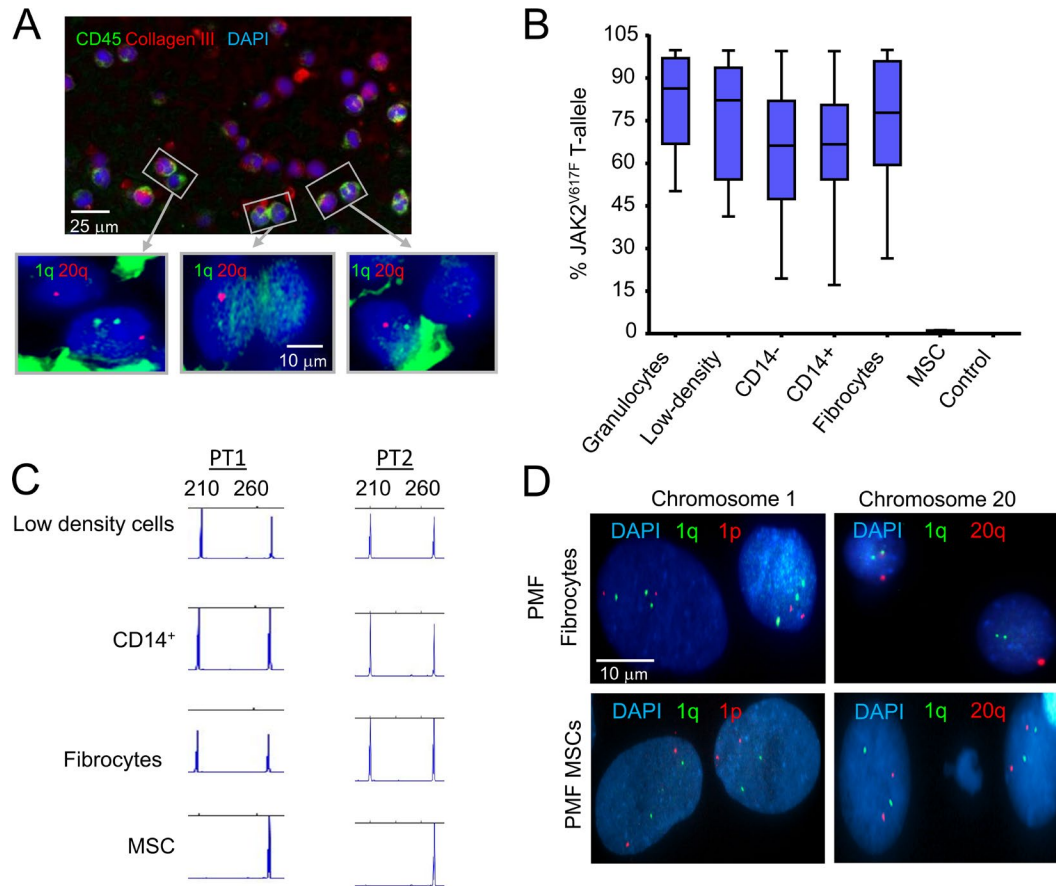 A
CD45 Collagen III DAPI
25 μm
1q 20q
1q 20q
1q 20q
10 μm
B
% JAK2V617F T-allele
105
90
75
60
45
30
15
0
Granulocytes
Low-density
CD14-
CD14+
Fibrocytes
MSC
Control
C
PT1 PT2
210 260 210 260
Low density cells
CD14+
Fibrocytes
MSC
D
Chromosome 1 Chromosome 20
PMF
Fibrocytes
DAPI 1q 1p
DAPI 1q 20q
10 μm
PMF MSCs
DAPI 1q 1p
DAPI 1q 20q